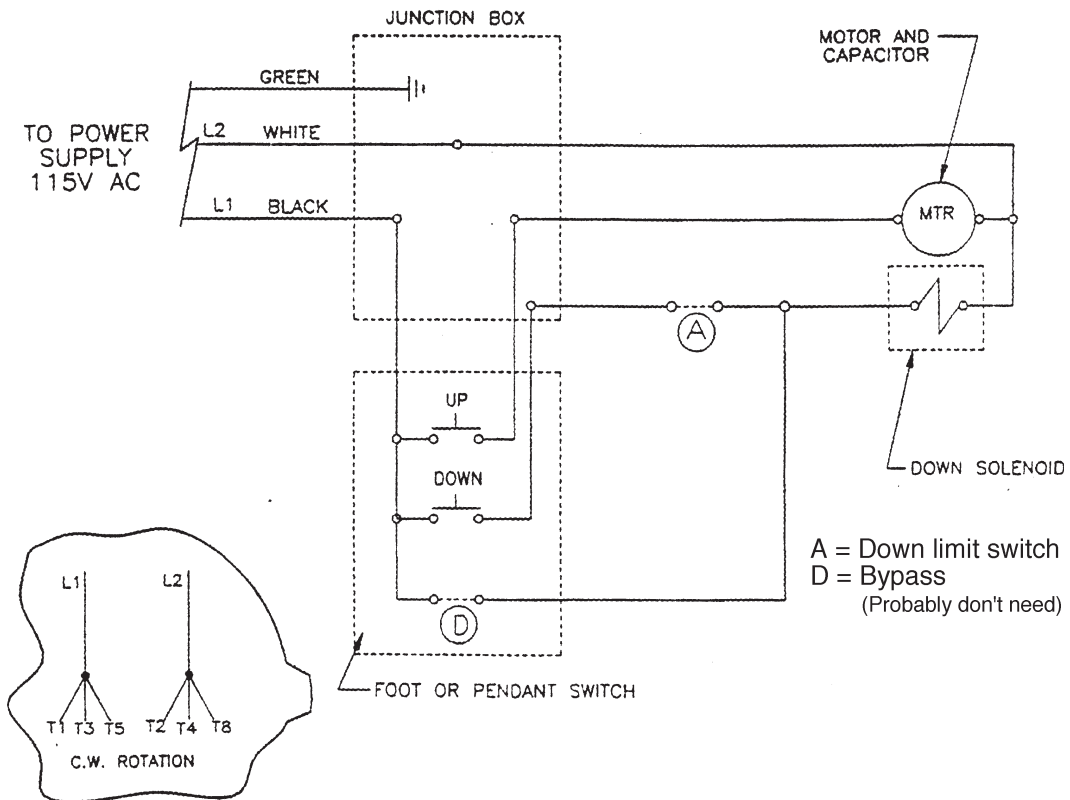 JUNCTION BOX
MOTOR AND
CAPACITOR
GREEN
TO POWER
SUPPLY
115V AC
L2 WHITE
L1 BLACK
MTR
A
UP
DOWN
D
DOWN SOLENOID
A = Down limit switch
D = Bypass
(Probably don't need)
FOOT OR PENDANT SWITCH
L1 L2
T1 T3 T5 T2 T4 T8
C.W. ROTATION